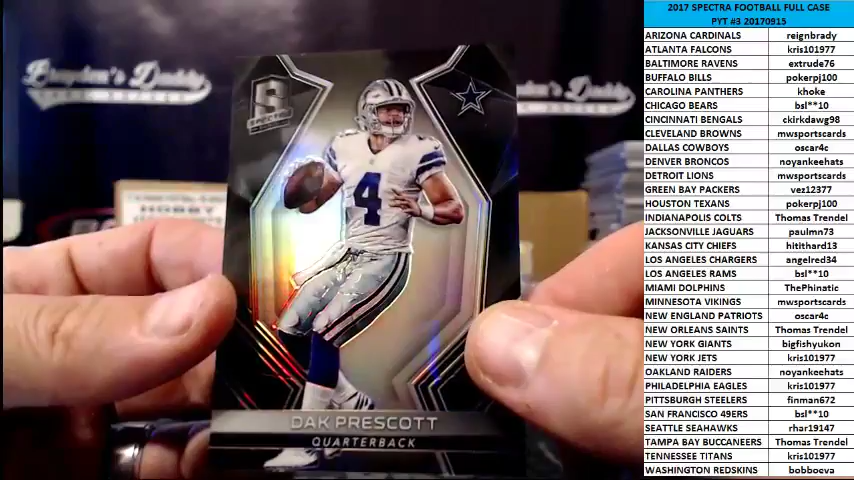 2017 SPECTRA FOOTBALL FULL CASE
PYT #3 20170915
ARIZONA CARDINALS reignbrady
ATLANTA FALCONS kris101977
BALTIMORE RAVENS extrude76
BUFFALO BILLS pokerpj100
CAROLINA PANTHERS khoke
CHICAGO BEARS bsl**10
CINCINNATI BENGALS ckirkdawg98
CLEVELAND BROWNS mwsportscards
DALLAS COWBOYS oscar4c
DENVER BRONCOS noyankeehats
DETROIT LIONS mwsportscards
GREEN BAY PACKERS vez12377
HOUSTON TEXANS pokerpj100
INDIANAPOLIS COLTS Thomas Trendel
JACKSONVILLE JAGUARS paulmn73
KANSAS CITY CHIEFS hitithard13
LOS ANGELES CHARGERS angelred34
LOS ANGELES RAMS bsl**10
MIAMI DOLPHINS ThePhinatic
MINNESOTA VIKINGS mwsportscards
NEW ENGLAND PATRIOTS oscar4c
NEW ORLEANS SAINTS Thomas Trendel
NEW YORK GIANTS bigfishyukon
NEW YORK JETS kris101977
OAKLAND RAIDERS noyankeehats
PHILADELPHIA EAGLES kris101977
PITTSBURGH STEELERS finman672
SAN FRANCISCO 49ERS bsl**10
SEATTLE SEAHAWKS rhar19147
TAMPA BAY BUCCANEERS Thomas Trendel
TENNESSEE TITANS kris101977
WASHINGTON REDSKINS bobboeva
Brayden's Daddy
S
SPECTRA
4
HOBBY
DAK PRESCOTT
QUARTERBACK